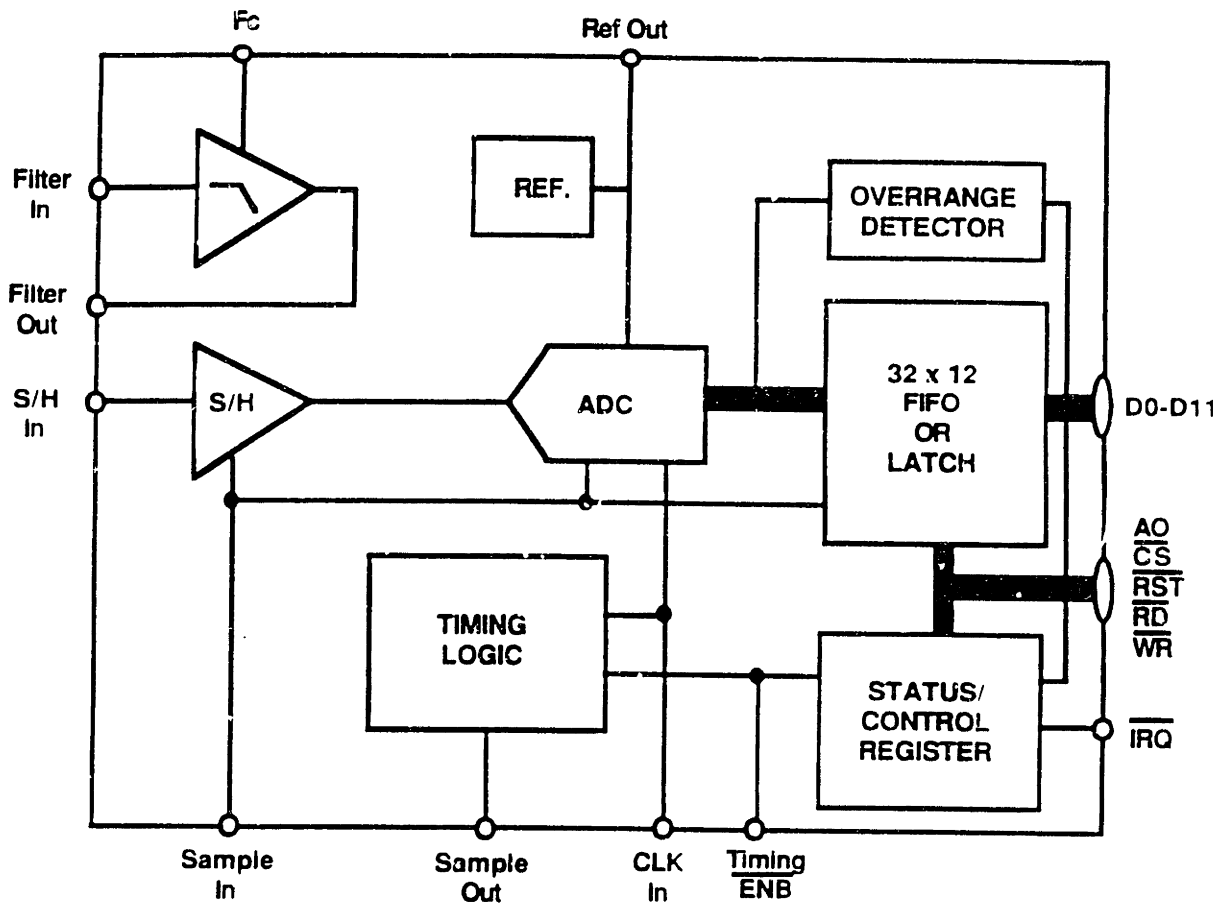 Fc
Ref Out
Filter
In
REF.
OVERRANGE
DETECTOR
Filter
Out
S/H
In
S/H
ADC
32 x 12
FIFO
OR
LATCH
D0-D11
AO
CS
RST
RD
WR
TIMING
LOGIC
STATUS/
CONTROL
REGISTER
IRQ
Sample
In
Sample
Out
CLK
In
Timing
ENB